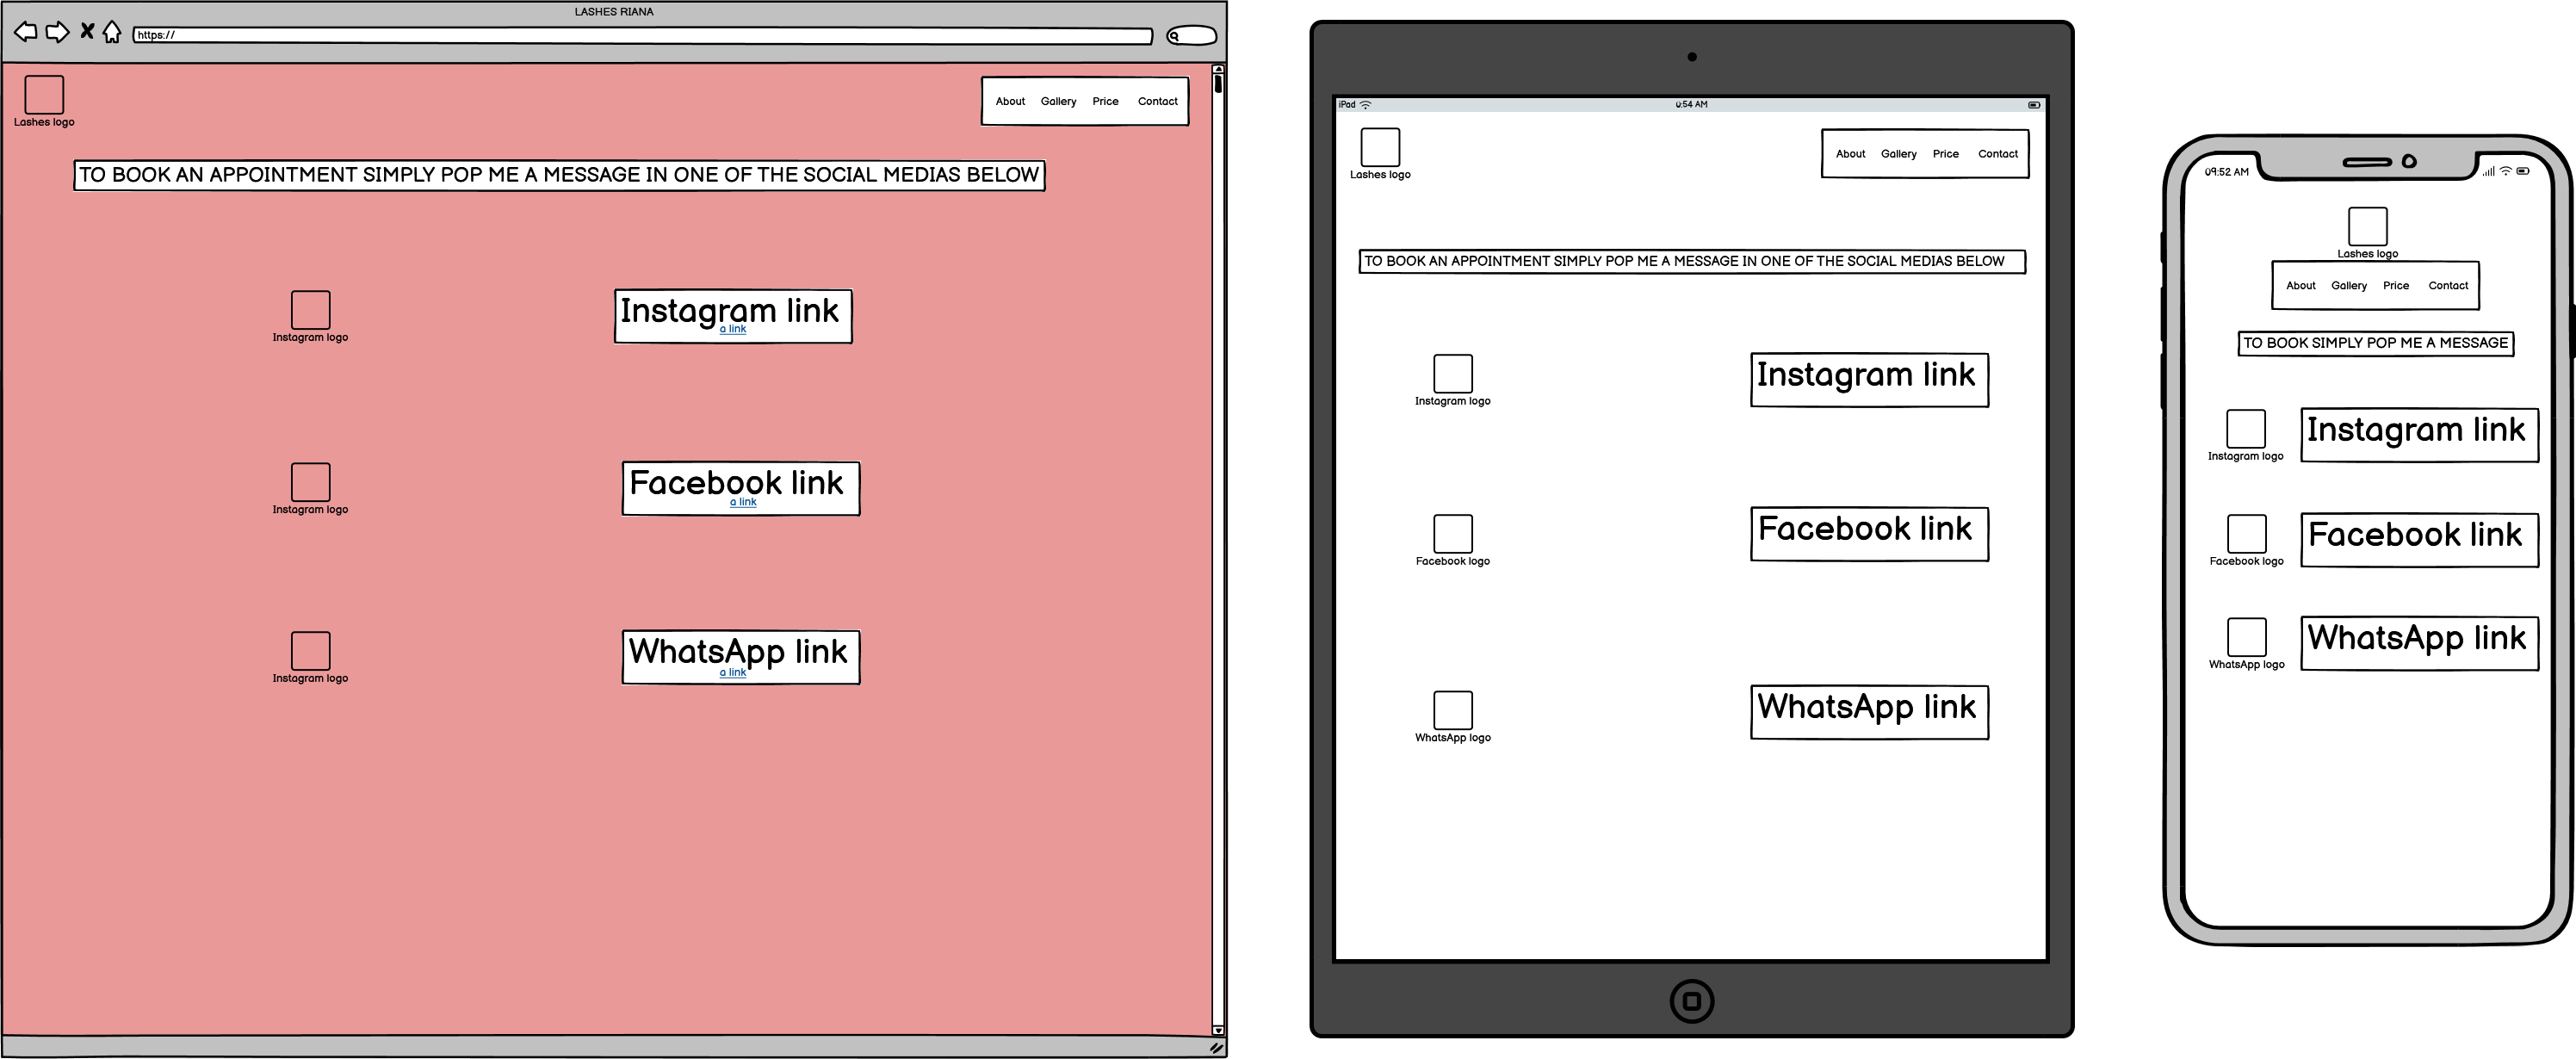 LASHES RIANA
https://
Lashes logo
About Gallery Price Contact
TO BOOK AN APPOINTMENT SIMPLY POP ME A MESSAGE IN ONE OF THE SOCIAL MEDIAS BELOW
Instagram logo
Instagram link
a link
Instagram logo
Facebook link
a link
Instagram logo
WhatsApp link
a link
iPad
0:54 AM
Lashes logo
About Gallery Price Contact
TO BOOK AN APPOINTMENT SIMPLY POP ME A MESSAGE IN ONE OF THE SOCIAL MEDIAS BELOW
Instagram logo
Instagram link
Facebook logo
Facebook link
WhatsApp logo
WhatsApp link
09:52 AM
Lashes logo
About Gallery Price Contact
TO BOOK SIMPLY POP ME A MESSAGE
Instagram logo
Instagram link
Facebook logo
Facebook link
WhatsApp logo
WhatsApp link